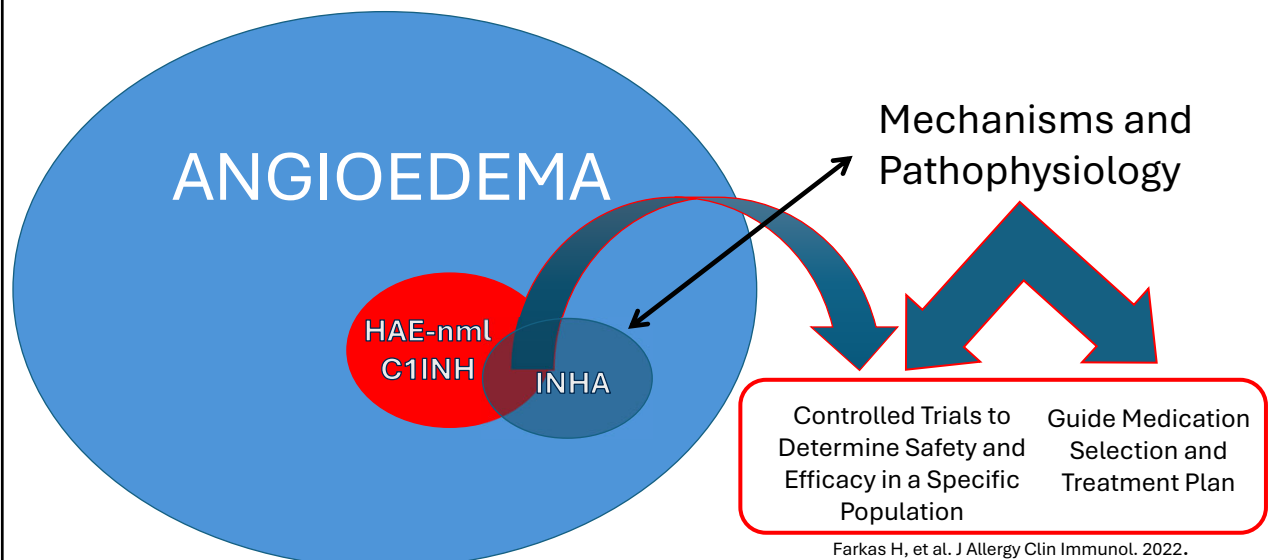 ANGIOEDEMA
HAE-nml
C1INH
INHA
Mechanisms and
Pathophysiology
Controlled Trials to
Determine Safety and
Efficacy in a Specific
Population
Guide Medication
Selection and
Treatment Plan
Farkas H, et al. J Allergy Clin Immunol. 2022.